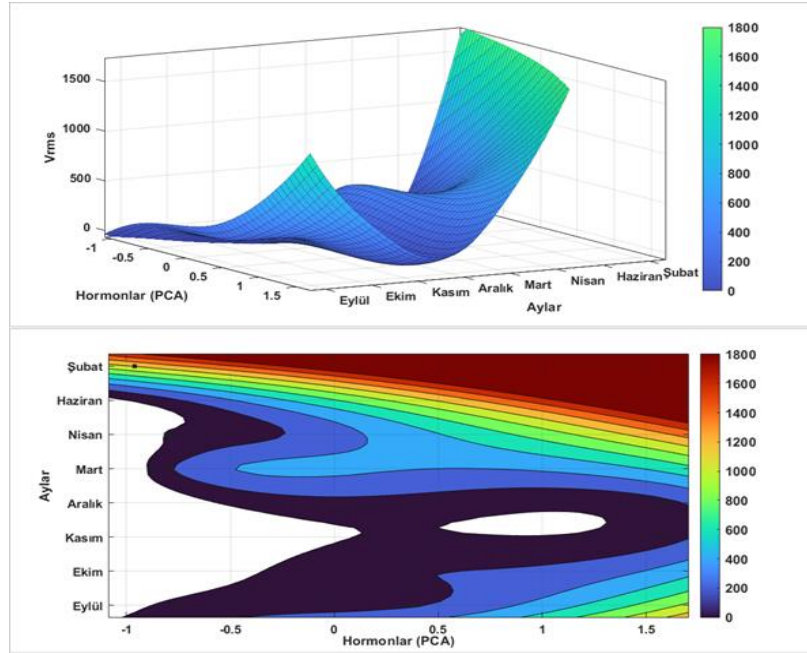 1500
1000
500
0
Vrms
-1
-0.5
0
0.5
1
1.5
Hormonlar (PCA)
Eylül
Ekim
Kasım
Aralık
Mart
Nisan
Haziran
Şubat
Aylar
1800
1600
1400
1200
1000
800
600
400
200
0
Şubat
Haziran
Nisan
Mart
Aralık
Kasım
Ekim
Eylül
Aylar
-1
-0.5
0
0.5
1
1.5
Hormonlar (PCA)
1800
1600
1400
1200
1000
800
600
400
200
0